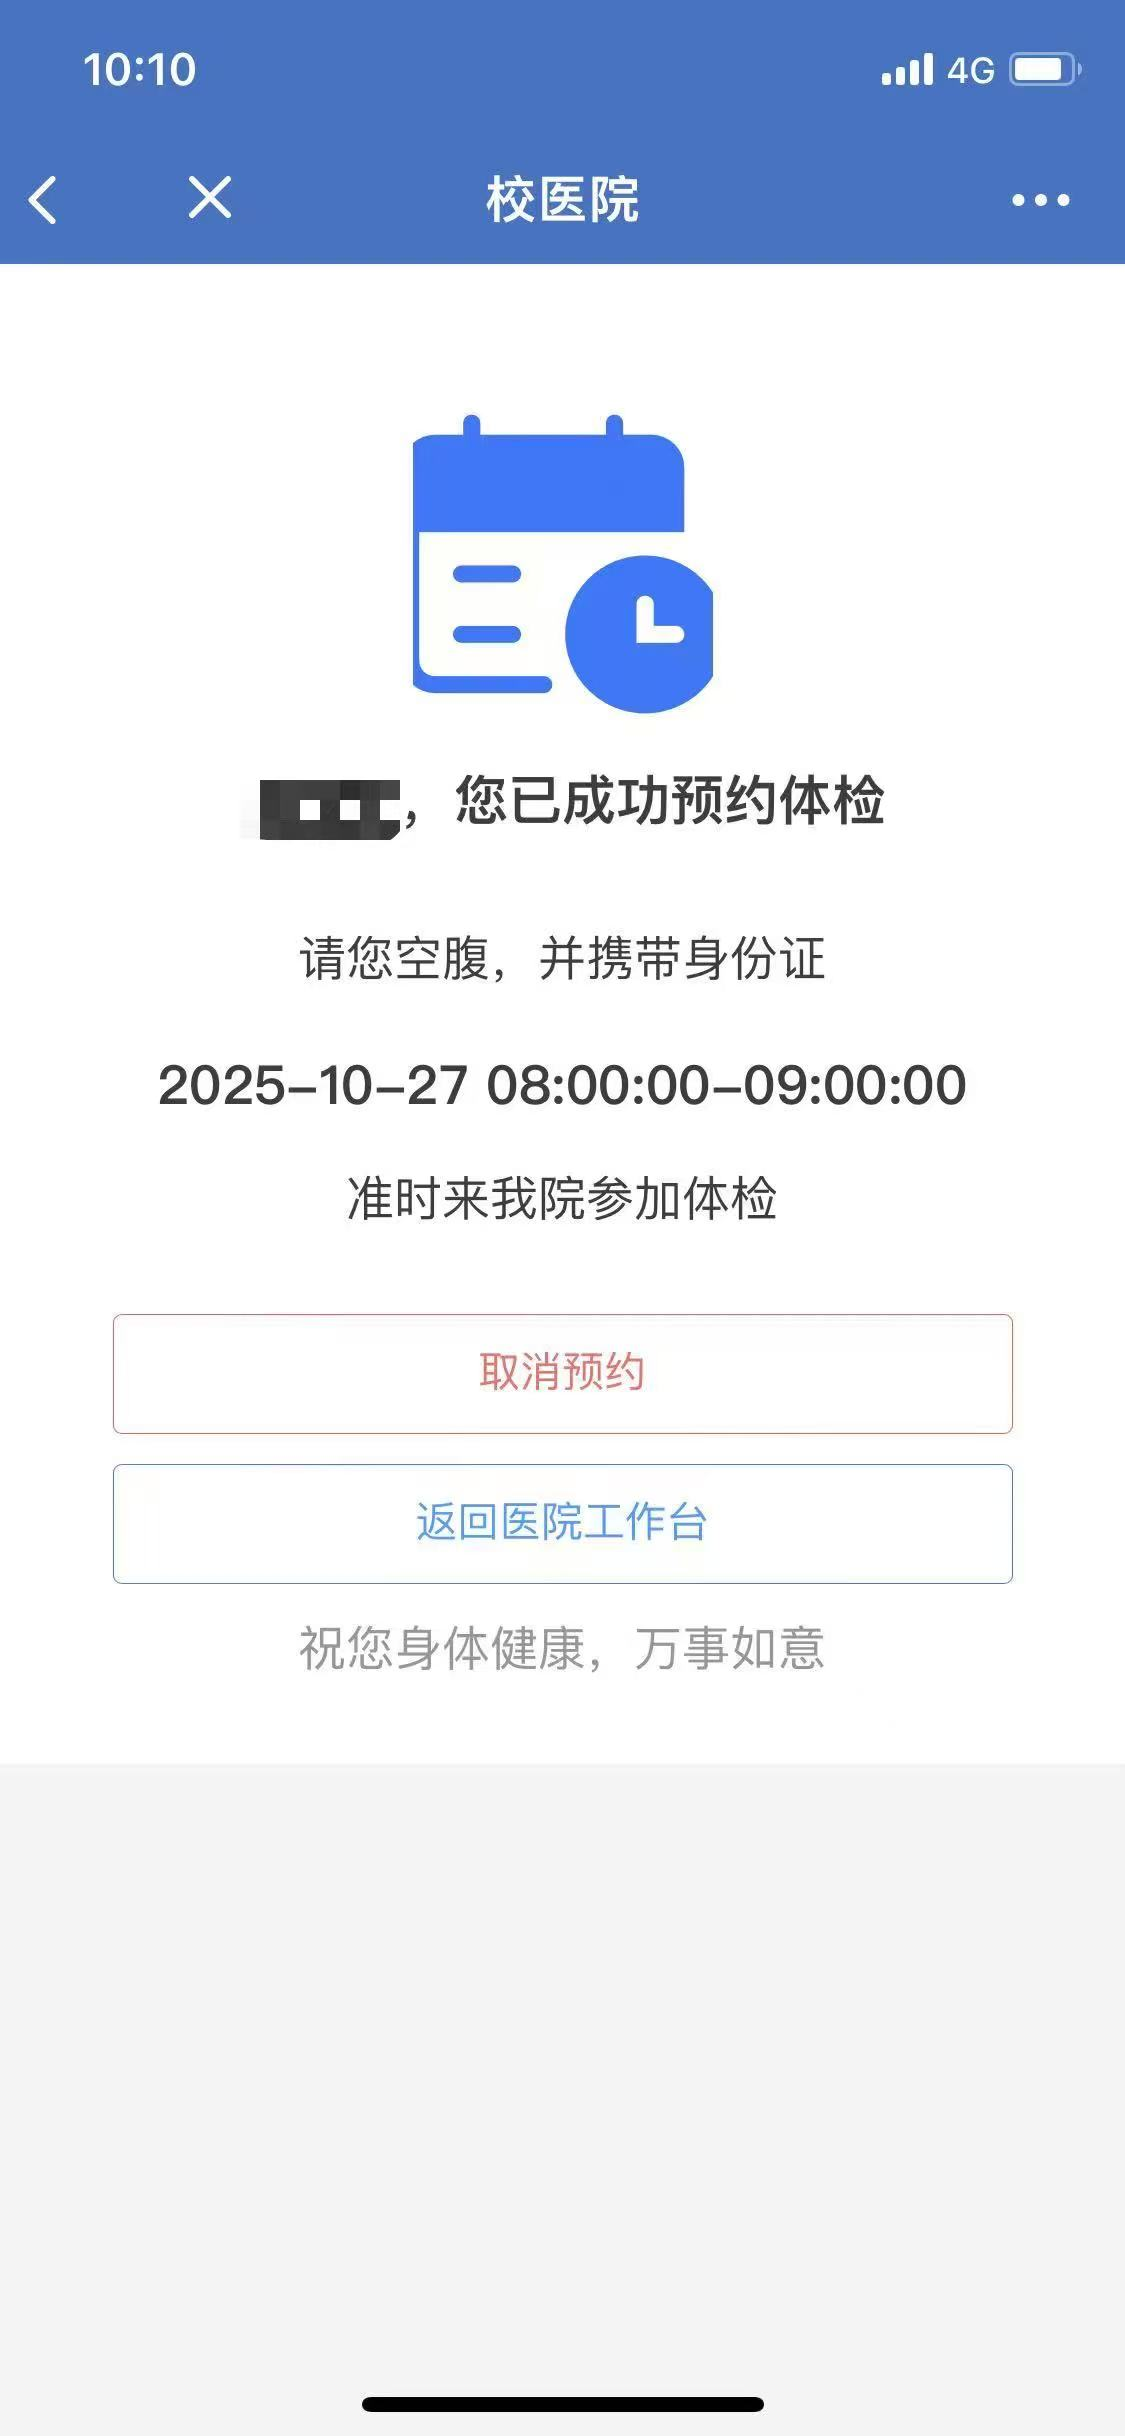 10:10
4G
校医院
，您已成功预约体检
请您空腹，并携带身份证
2025-10-27 08:00:00-09:00:00
准时来我院参加体检
取消预约
返回医院工作台
祝您身体健康，万事如意